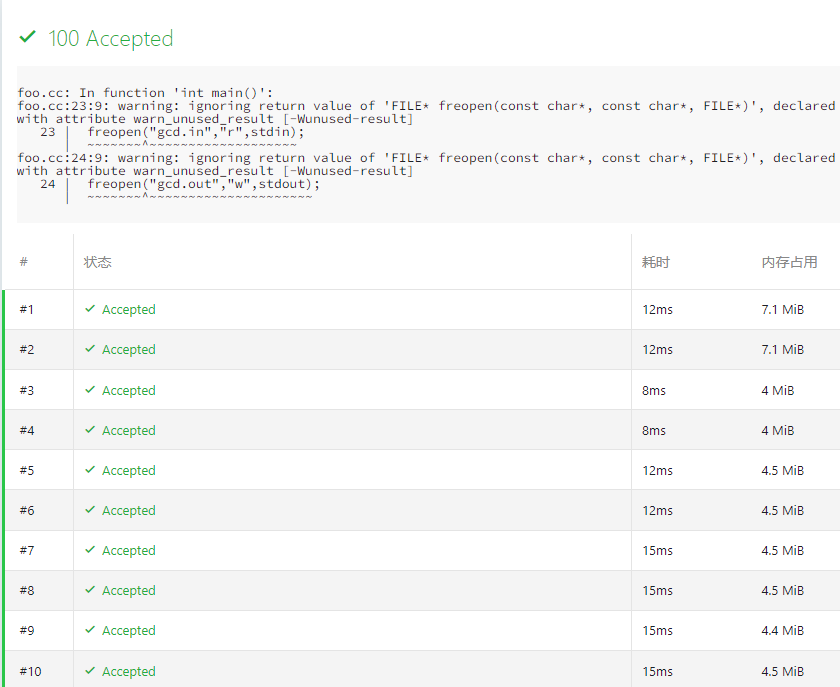 100 Accepted
foo.cc: In function 'int main()':
foo.cc:23:9: warning: ignoring return value of 'FILE* freopen(const char*, const char*, FILE*)', declared
with attribute warn_unused_result [-Wunused-result]
   23 |  freopen("gcd.in","r",stdin);
      |  ~~~~~~~^~~~~~~~~~~~~~~~~~~~
foo.cc:24:9: warning: ignoring return value of 'FILE* freopen(const char*, const char*, FILE*)', declared
with attribute warn_unused_result [-Wunused-result]
   24 |  freopen("gcd.out","w",stdout);
      |  ~~~~~~~^~~~~~~~~~~~~~~~~~~~~~
# 状态 耗时 内存占用
#1 Accepted 12ms 7.1 MiB
#2 Accepted 12ms 7.1 MiB
#3 Accepted 8ms 4 MiB
#4 Accepted 8ms 4 MiB
#5 Accepted 12ms 4.5 MiB
#6 Accepted 12ms 4.5 MiB
#7 Accepted 15ms 4.5 MiB
#8 Accepted 15ms 4.5 MiB
#9 Accepted 15ms 4.4 MiB
#10 Accepted 15ms 4.5 MiB